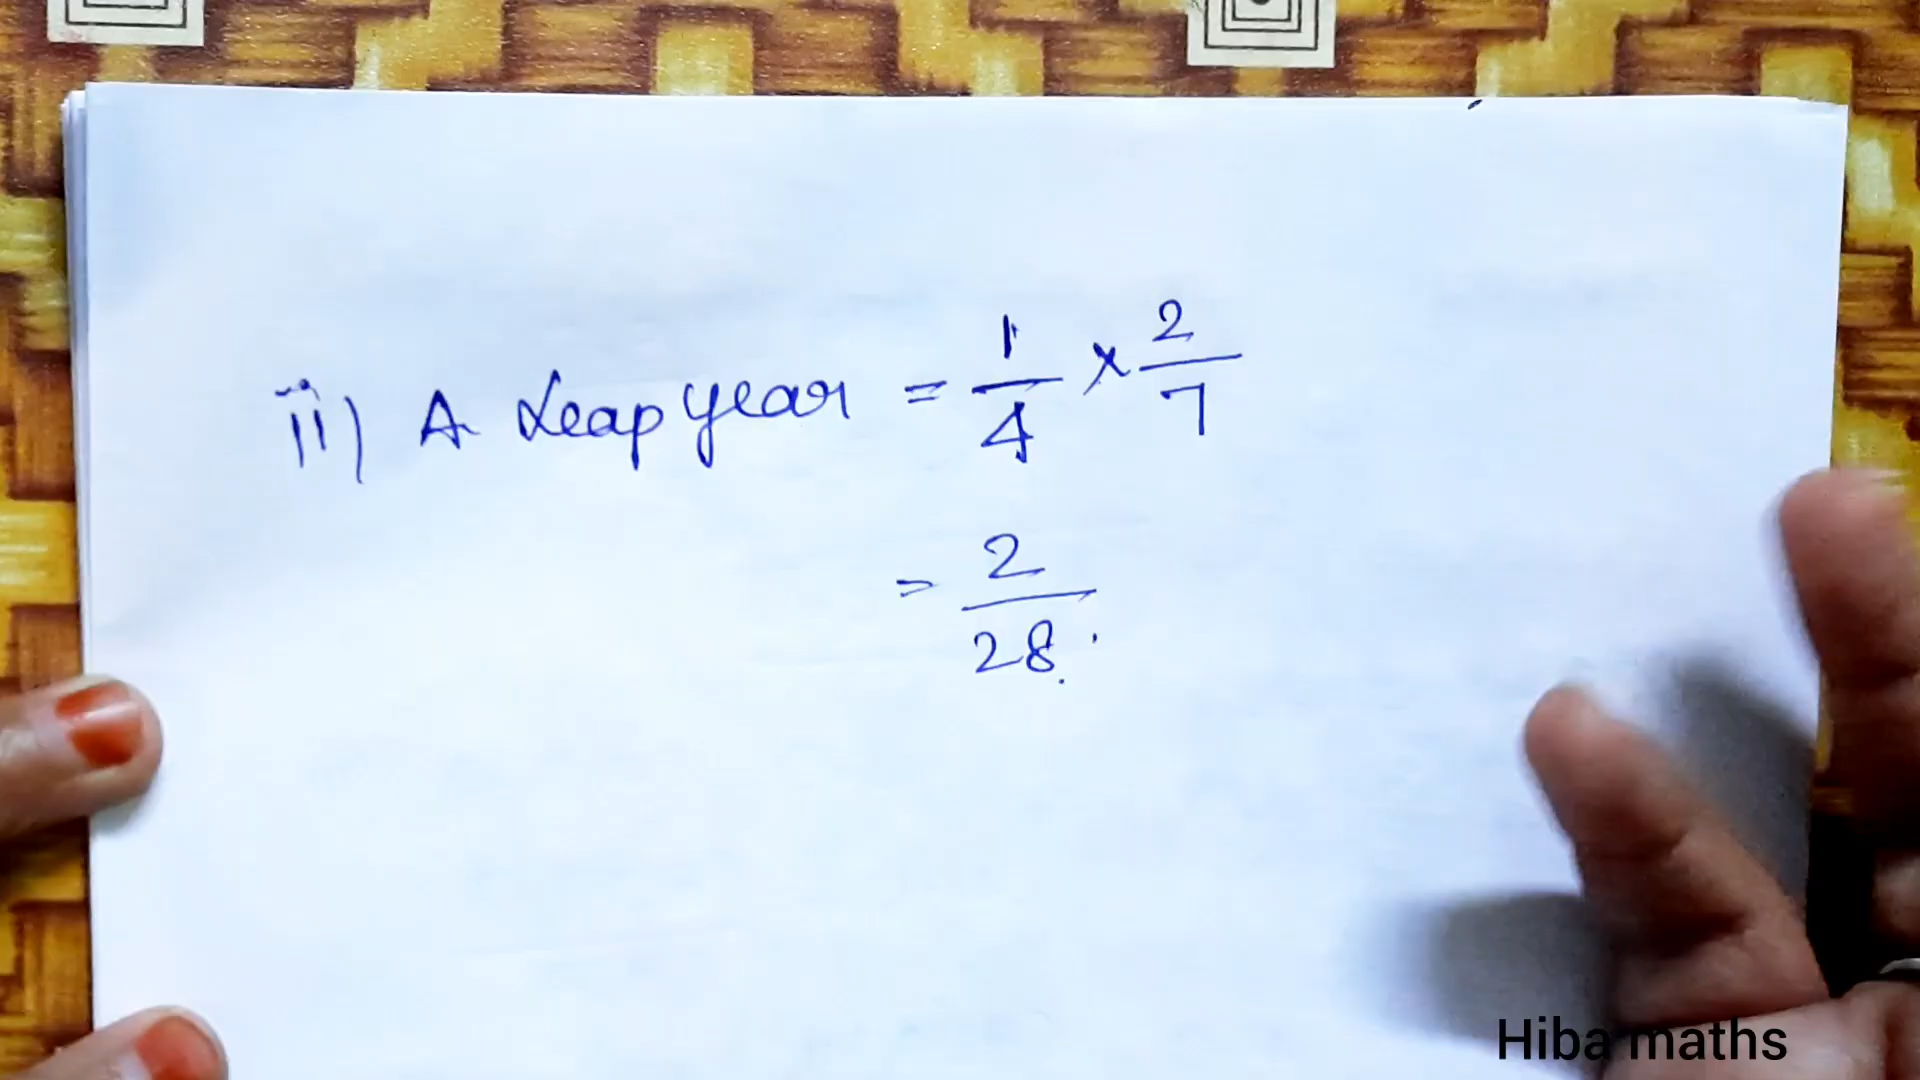 ii) A Leap year = 1/4 × 2/7
= 2/28.
Hiba maths